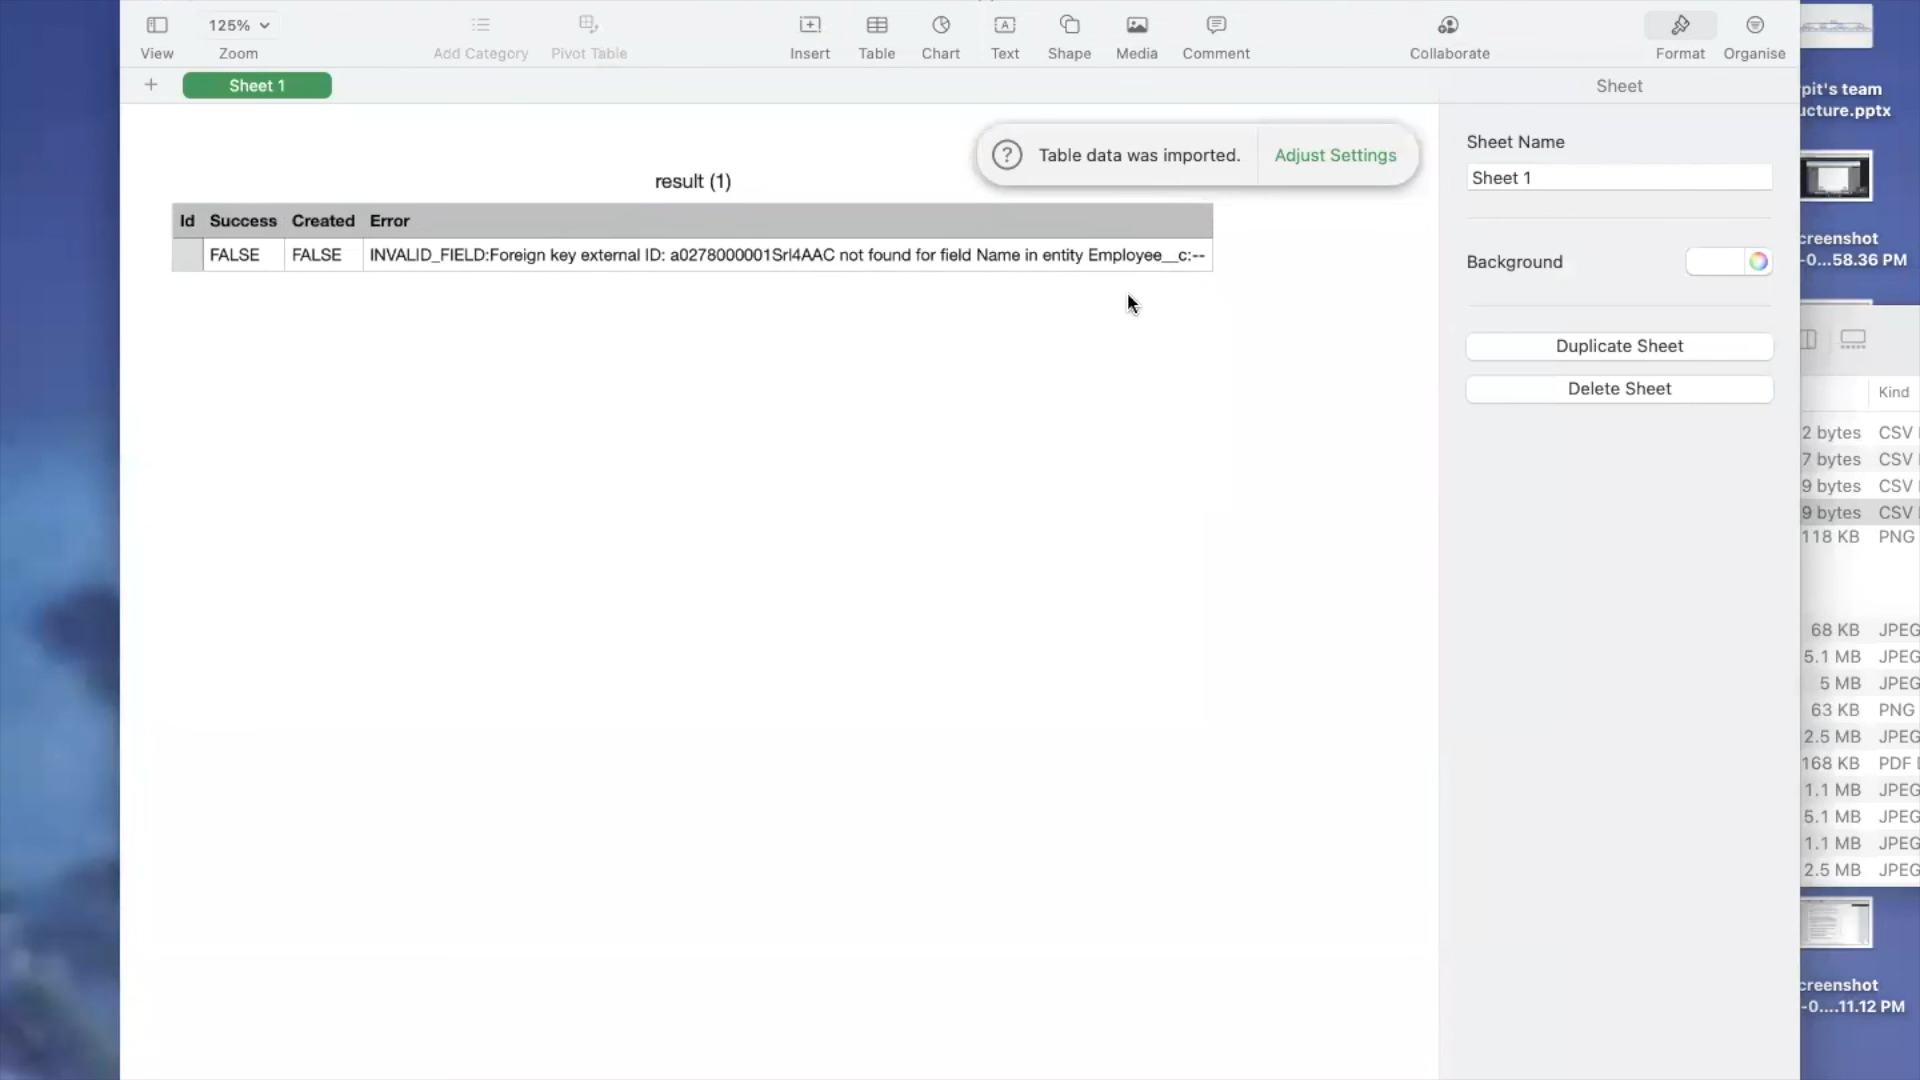 125%
View
Zoom
Add Category
Pivot Table
Insert
Table
Chart
Text
Shape
Media
Comment
Collaborate
Format
Organise
Sheet 1
Sheet
Table data was imported.
Adjust Settings
Sheet Name
Sheet 1
Background
Duplicate Sheet
Delete Sheet
result (1)
Id Success Created Error
FALSE FALSE INVALID_FIELD:Foreign key external ID: a0278000001Srl4AAC not found for field Name in entity Employee__c:--
pit's team
ucture.pptx
creenshot
-0...58.36 PM
Kind
2 bytes CSV
7 bytes CSV
9 bytes CSV
9 bytes CSV
118 KB PNG
68 KB JPEG
5.1 MB JPEG
5 MB JPEG
63 KB PNG
2.5 MB JPEG
168 KB PDF
1.1 MB JPEG
5.1 MB JPEG
1.1 MB JPEG
2.5 MB JPEG
creenshot
-0....11.12 PM